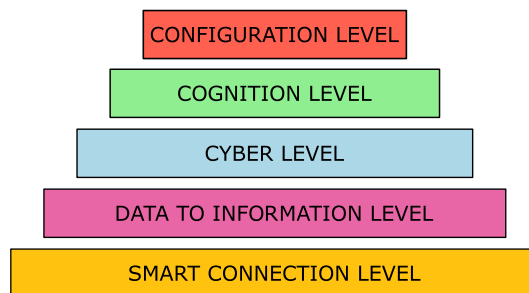 CONFIGURATION LEVEL
COGNITION LEVEL
CYBER LEVEL
DATA TO INFORMATION LEVEL
SMART CONNECTION LEVEL